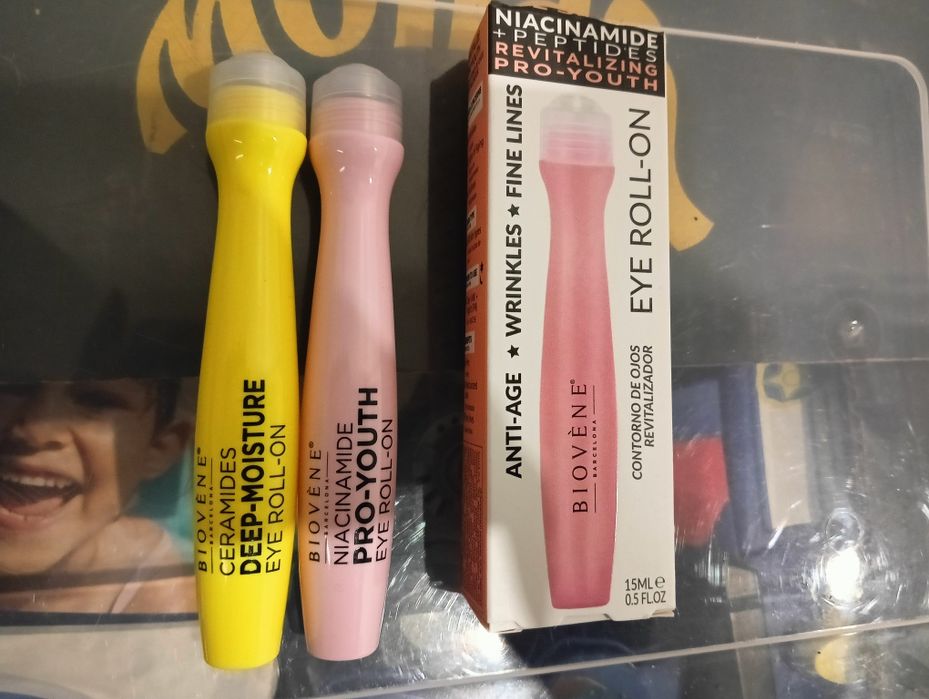 BIOVÈNE®
BARCELONA
CERAMIDES
DEEP-MOISTURE
EYE ROLL-ON
BIOVÈNE®
BARCELONA
NIACINAMIDE
PRO-YOUTH
EYE ROLL-ON
NIACINAMIDE
+PEPTIDES
REVITALIZING
PRO-YOUTH
ANTI-AGE ★ WRINKLES ★ FINE LINES
BIOVÈNE®
BARCELONA
EYE ROLL-ON
CONTORNO DE OJOS
REVITALIZADOR
15ML e
0.5 FLOZ